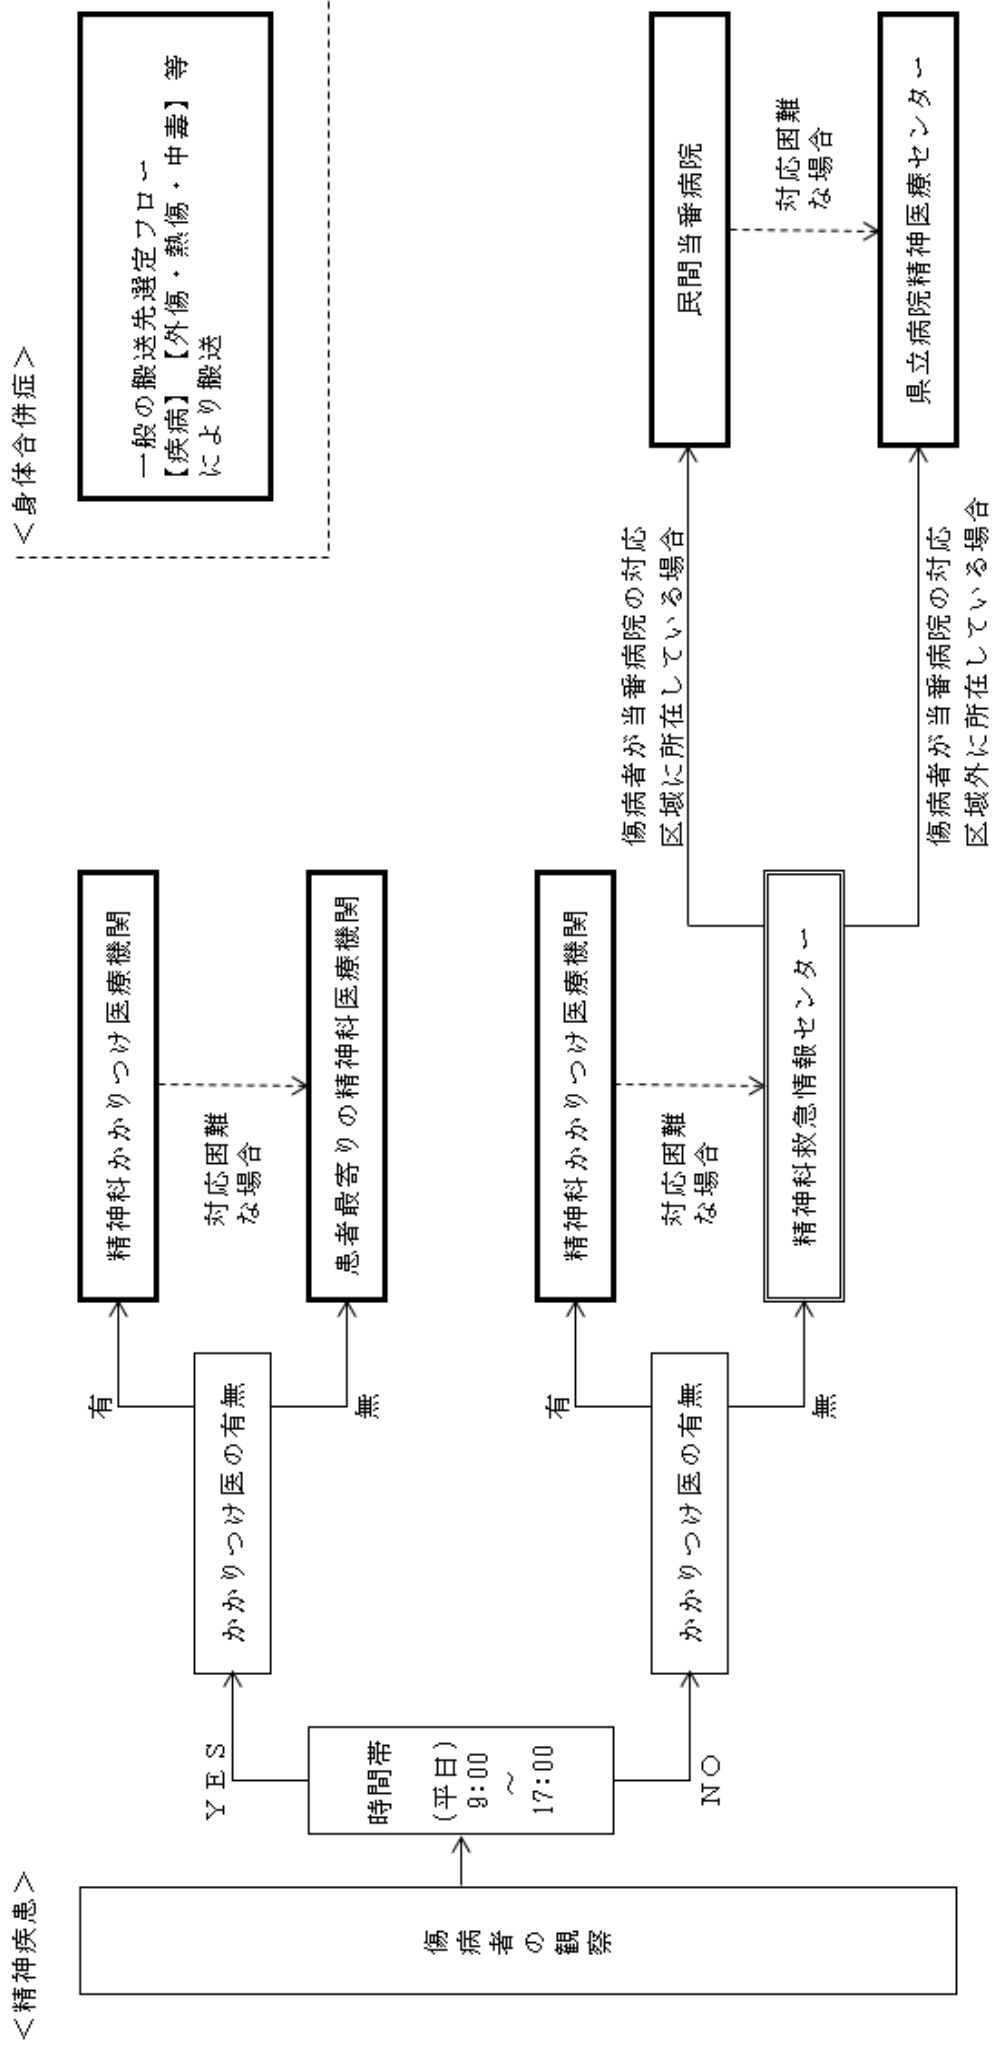 ＜精神疾患＞
傷病者の観察
時間帯
(平日)
9:00
～
17:00
ＹＥＳ
かかりつけ医の有無
有
精神科かかりつけ医療機関
対応困難
な場合
無
患者最寄りの精神科医療機関
ＮＯ
かかりつけ医の有無
有
精神科かかりつけ医療機関
対応困難
な場合
無
精神科救急情報センター
傷病者が当番病院の対応
区域に所在している場合
民間当番病院
対応困難
な場合
傷病者が当番病院の対応
区域外に所在している場合
県立病院精神医療センター
＜身体合併症＞
一般の搬送先選定フロー
【疾病】【外傷・熱傷・中毒】等
により搬送